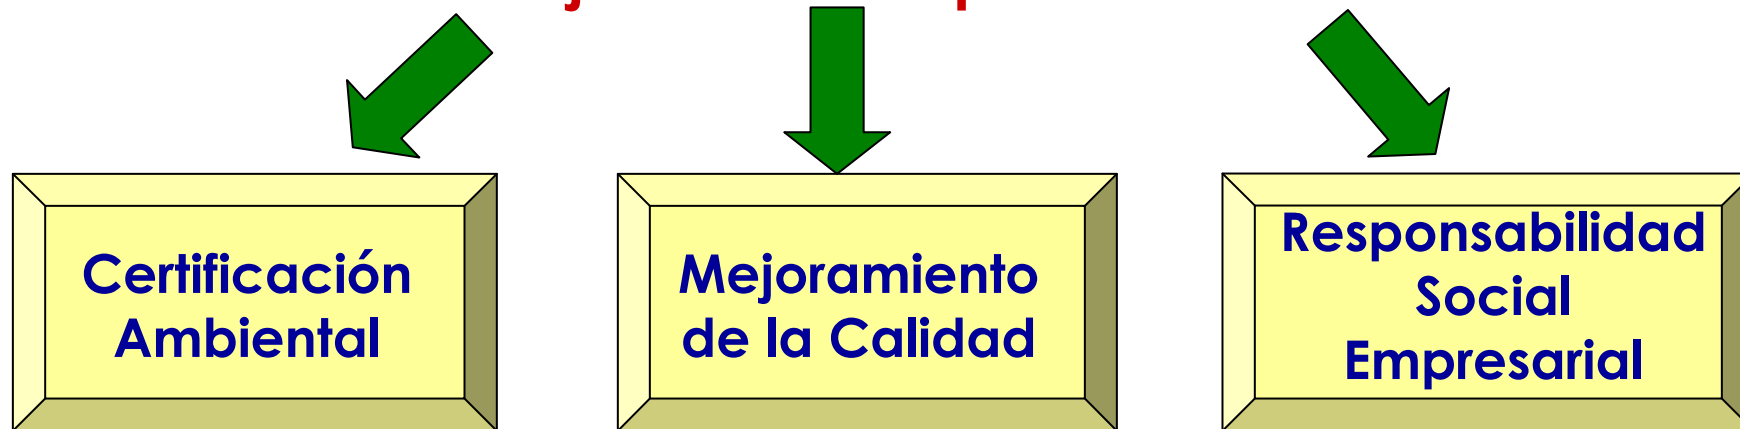 Certificación
Ambiental
Mejoramiento
de la Calidad
Responsabilidad
Social
Empresarial